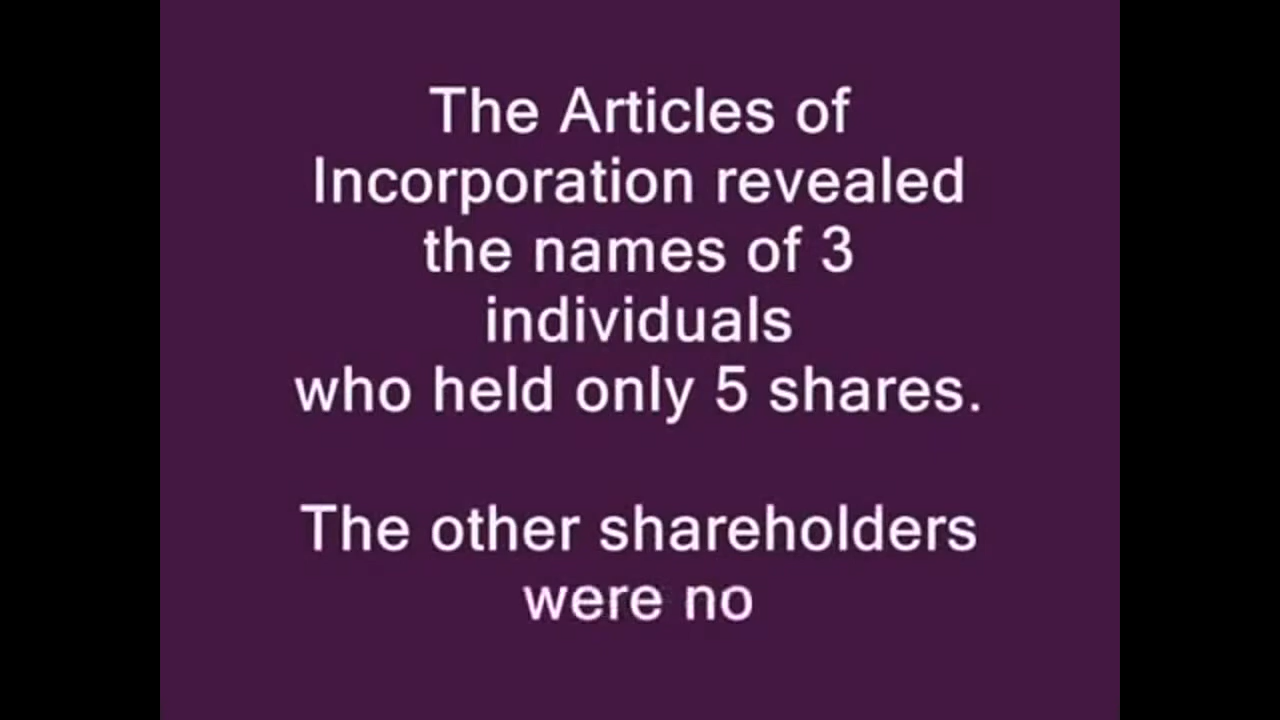 The Articles of
Incorporation revealed
the names of 3
individuals
who held only 5 shares.
The other shareholders
were no